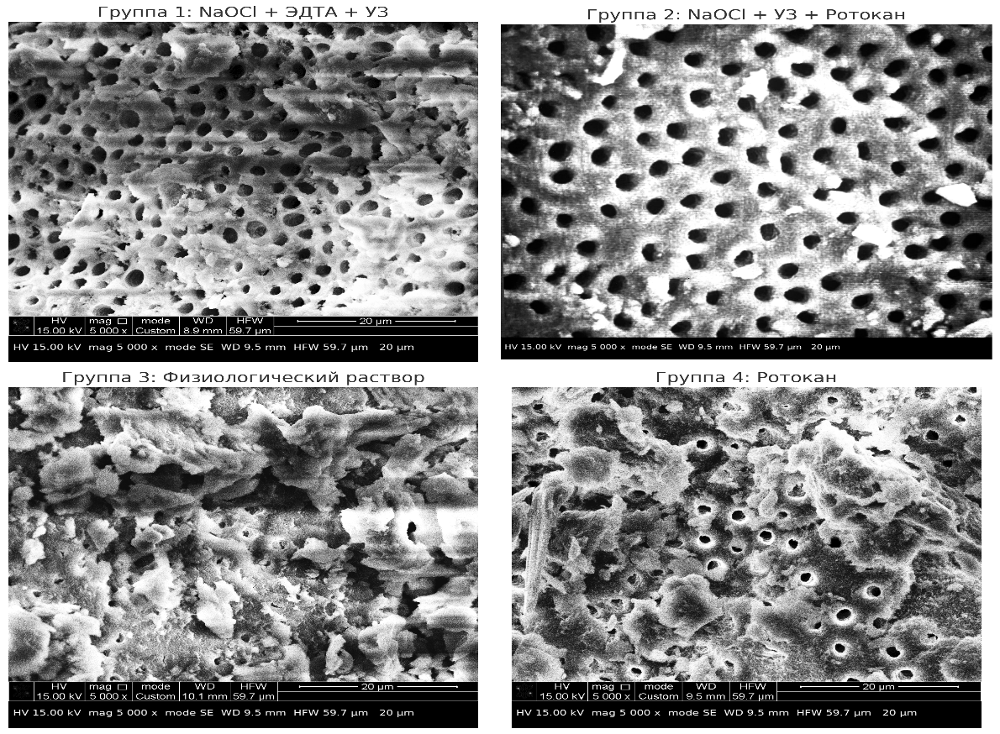 Группа 1: NaOCl + ЭДТА + УЗ
Группа 2: NaOCl + УЗ + Ротокан
HV mag mode WD HFW 20 µm
15.00 kV 5 000 x Custom 8.9 mm 59.7 µm
HV 15.00 kV mag 5 000 x mode SE WD 9.5 mm HFW 59.7 µm 20 µm
HV 15.00 kV mag 5 000 x mode SE WD 9.5 mm HFW 59.7 µm 20 µm
Группа 3: Физиологический раствор
Группа 4: Ротокан
HV mag mode WD HFW 20 µm
15.00 kV 5 000 x Custom 10.1 mm 59.7 µm
HV 15.00 kV mag 5 000 x mode SE WD 9.5 mm HFW 59.7 µm 20 µm
HV mag mode WD HFW 20 µm
15.00 kV 5 000 x Custom 9.5 mm 59.7 µm
HV 15.00 kV mag 5 000 x mode SE WD 9.5 mm HFW 59.7 µm 20 µm